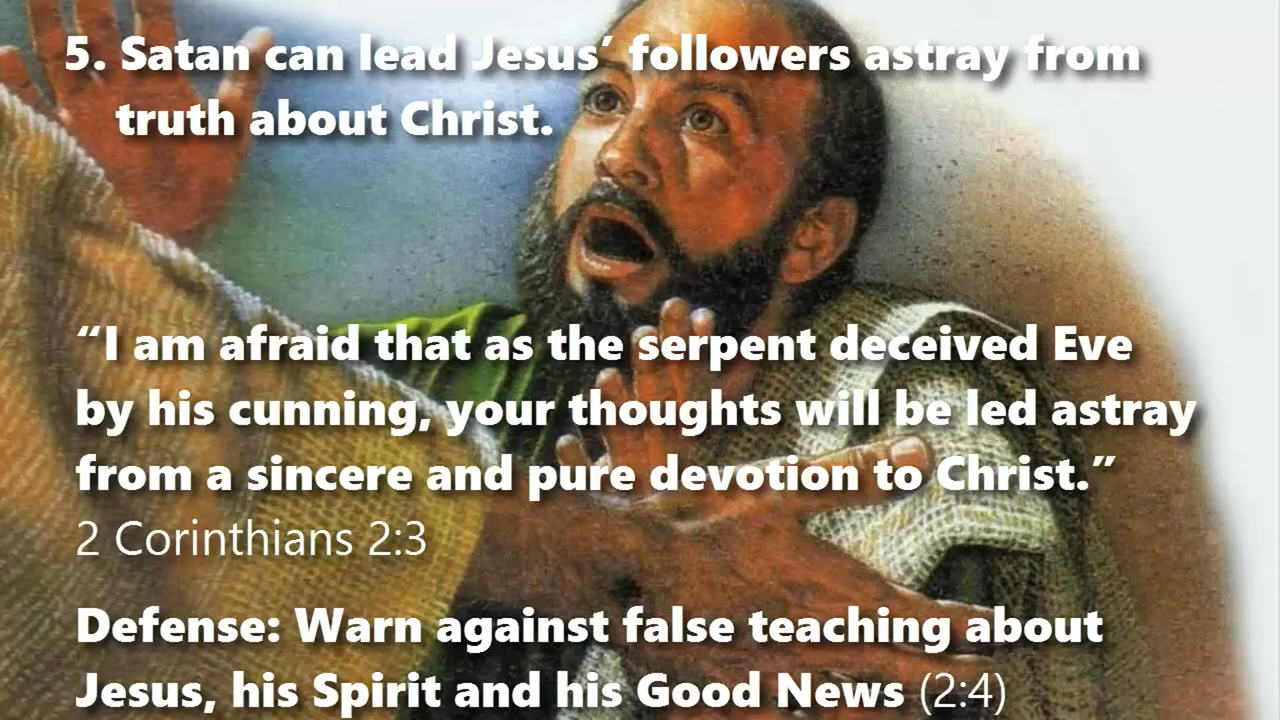 5. Satan can lead Jesus’ followers astray from
truth about Christ.
“I am afraid that as the serpent deceived Eve
by his cunning, your thoughts will be led astray
from a sincere and pure devotion to Christ.”
2 Corinthians 2:3
Defense: Warn against false teaching about
Jesus, his Spirit and his Good News (2:4)